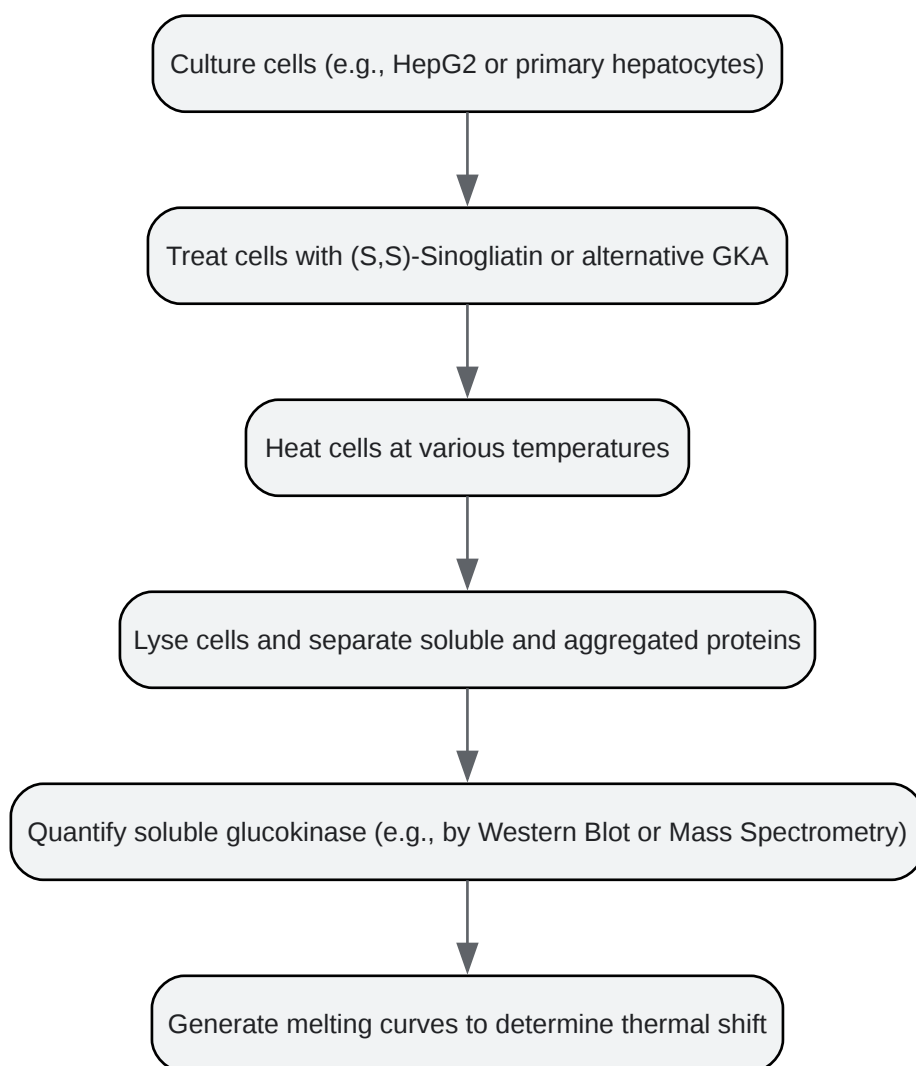 Culture cells (e.g., HepG2 or primary hepatocytes)
Treat cells with (S,S)-Sinogliatin or alternative GKA
Heat cells at various temperatures
Lyse cells and separate soluble and aggregated proteins
Quantify soluble glucokinase (e.g., by Western Blot or Mass Spectrometry)
Generate melting curves to determine thermal shift